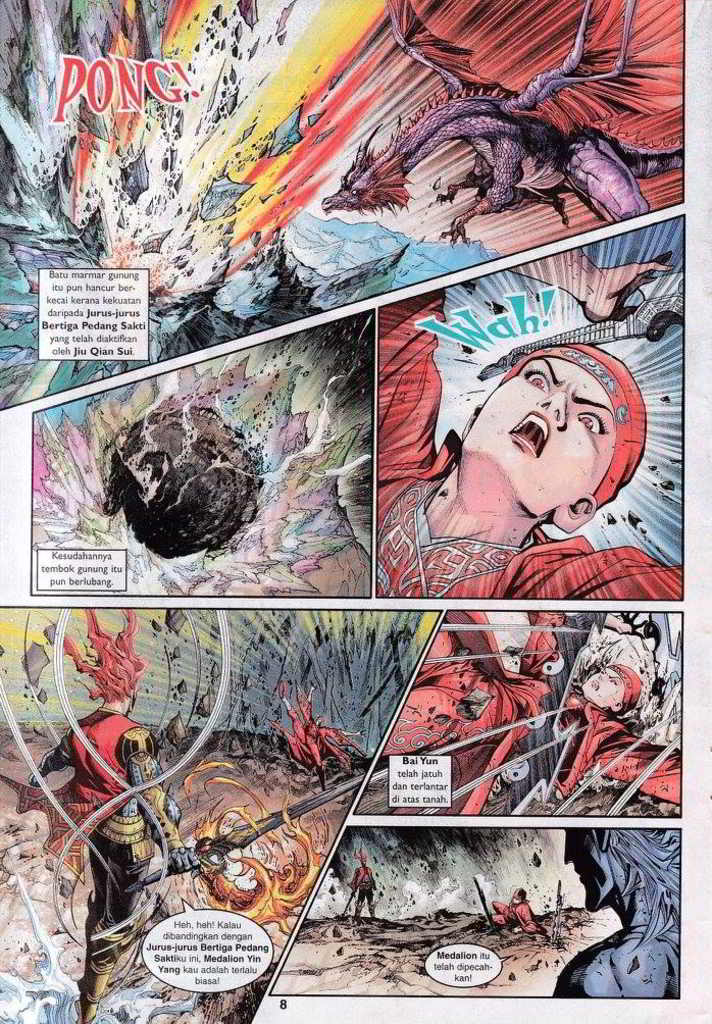 PONG!
Batu marmar gunung
itu pun hancur ber-
kecai kerana kekuatan
daripada Jurus-jurus
Bertiga Pedang Sakti
yang telah diaktifkan
oleh Jiu Qian Sui.
Wah!
Kesudahannya
tembok gunung itu
pun berlubang.
Bai Yun
telah jatuh
dan terlantar
di atas tanah.
Heh, heh! Kalau
dibandingkan dengan
Jurus-jurus Bertiga Pedang
Saktiku ini, Medalion Yin
Yang kau adalah terlalu
biasa!
Medalion itu
telah dipecah-
kan!
8